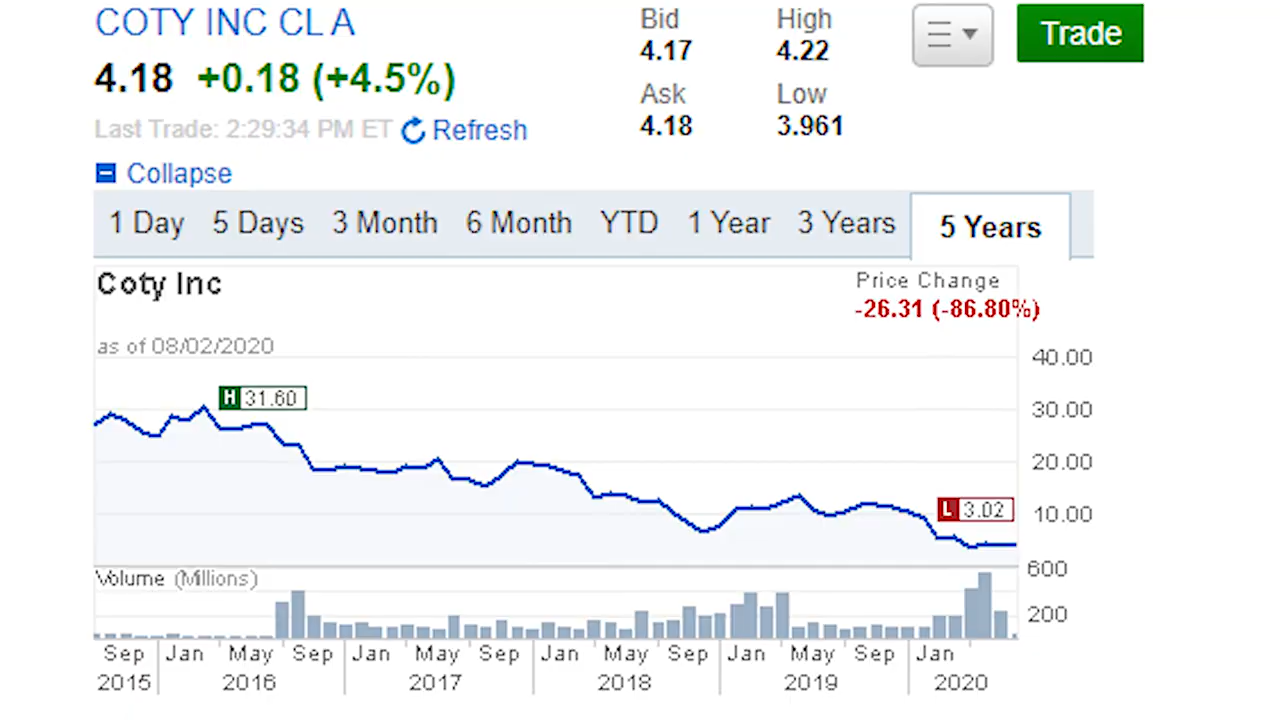 COTY INC CL A
4.18 +0.18 (+4.5%)
Last Trade: 2:29:34 PM ET Refresh
Collapse
Bid
4.17
High
4.22
Ask
4.18
Low
3.961
Trade
1 Day 5 Days 3 Month 6 Month YTD 1 Year 3 Years 5 Years
Coty Inc
Price Change
-26.31 (-86.80%)
as of 08/02/2020
H 31.60
L 3.02
40.00
30.00
20.00
10.00
Volume (Millions)
600
200
Sep Jan May Sep Jan May Sep Jan May Sep Jan May Sep Jan
2015 2016 2017 2018 2019 2020